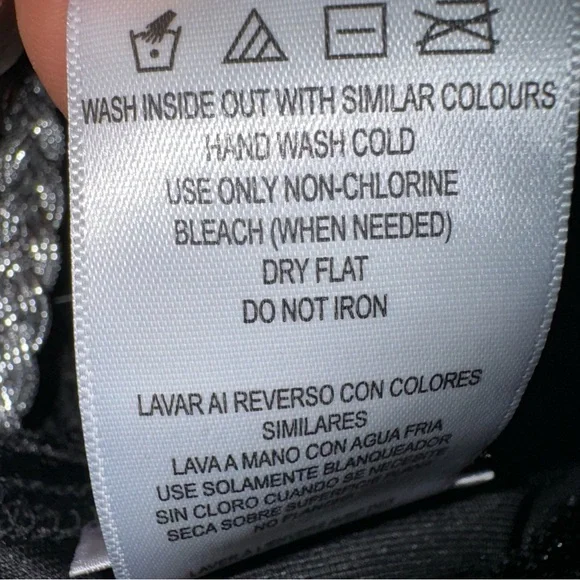 WASH INSIDE OUT WITH SIMILAR COLOURS
HAND WASH COLD
USE ONLY NON-CHLORINE
BLEACH (WHEN NEEDED)
DRY FLAT
DO NOT IRON
LAVAR AI REVERSO CON COLORES
SIMILARES
LAVA A MANO CON AGUA FRIA
USE SOLAMENTE BLANQUEADOR
SIN CLORO CUANDO SE NECESITE
SECA SOBRE SUPERFICIE
NO